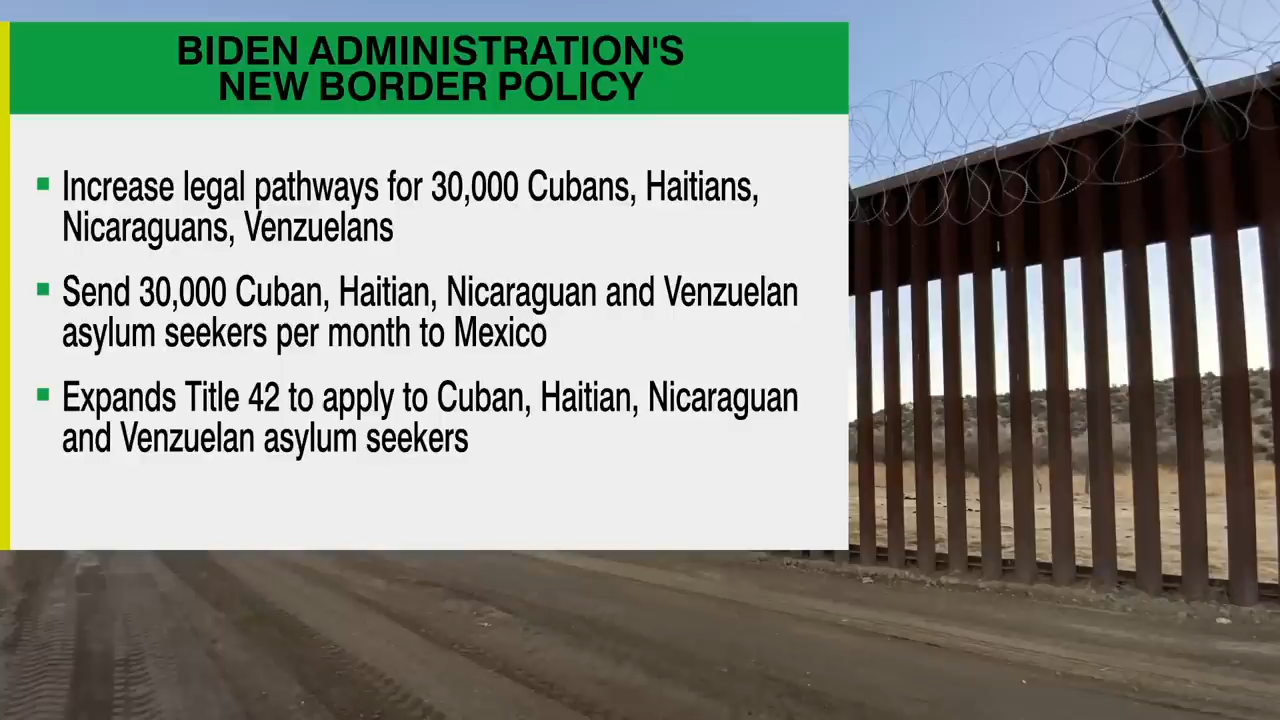 BIDEN ADMINISTRATION'S
NEW BORDER POLICY
Increase legal pathways for 30,000 Cubans, Haitians,
Nicaraguans, Venzuelans
Send 30,000 Cuban, Haitian, Nicaraguan and Venzuelan
asylum seekers per month to Mexico
Expands Title 42 to apply to Cuban, Haitian, Nicaraguan
and Venzuelan asylum seekers